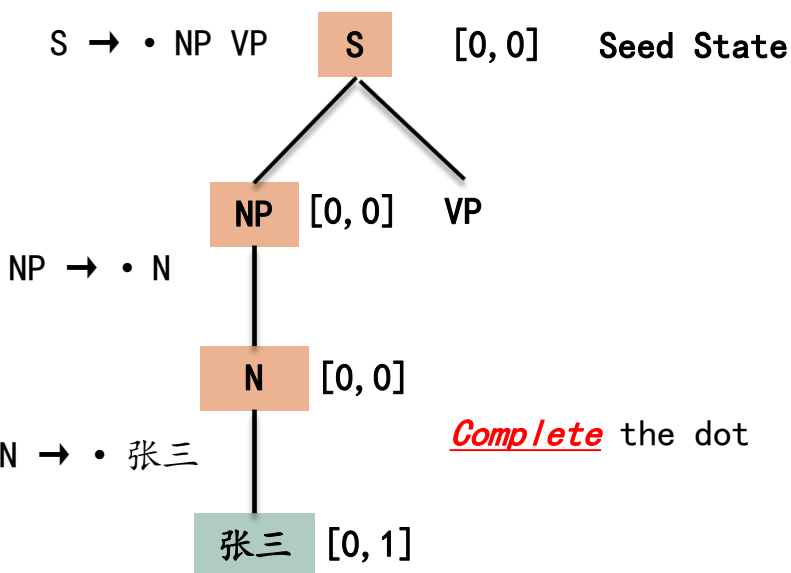 S → • NP VP S [0,0] Seed State
NP [0,0] VP
NP → • N
N [0,0]
Complete the dot
N → • 张三
张三 [0,1]